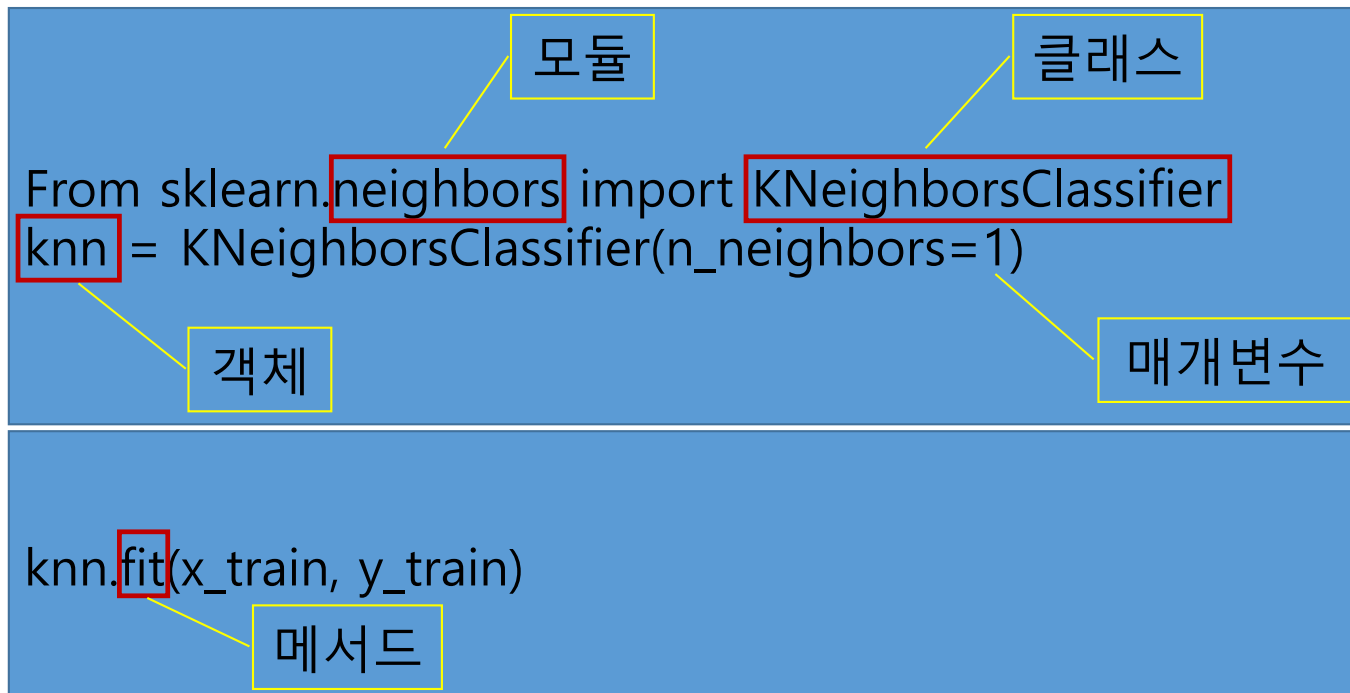 모듈
클래스
From sklearn.neighbors import KNeighborsClassifier
knn = KNeighborsClassifier(n_neighbors=1)
객체
매개변수
knn.fit(x_train, y_train)
메서드